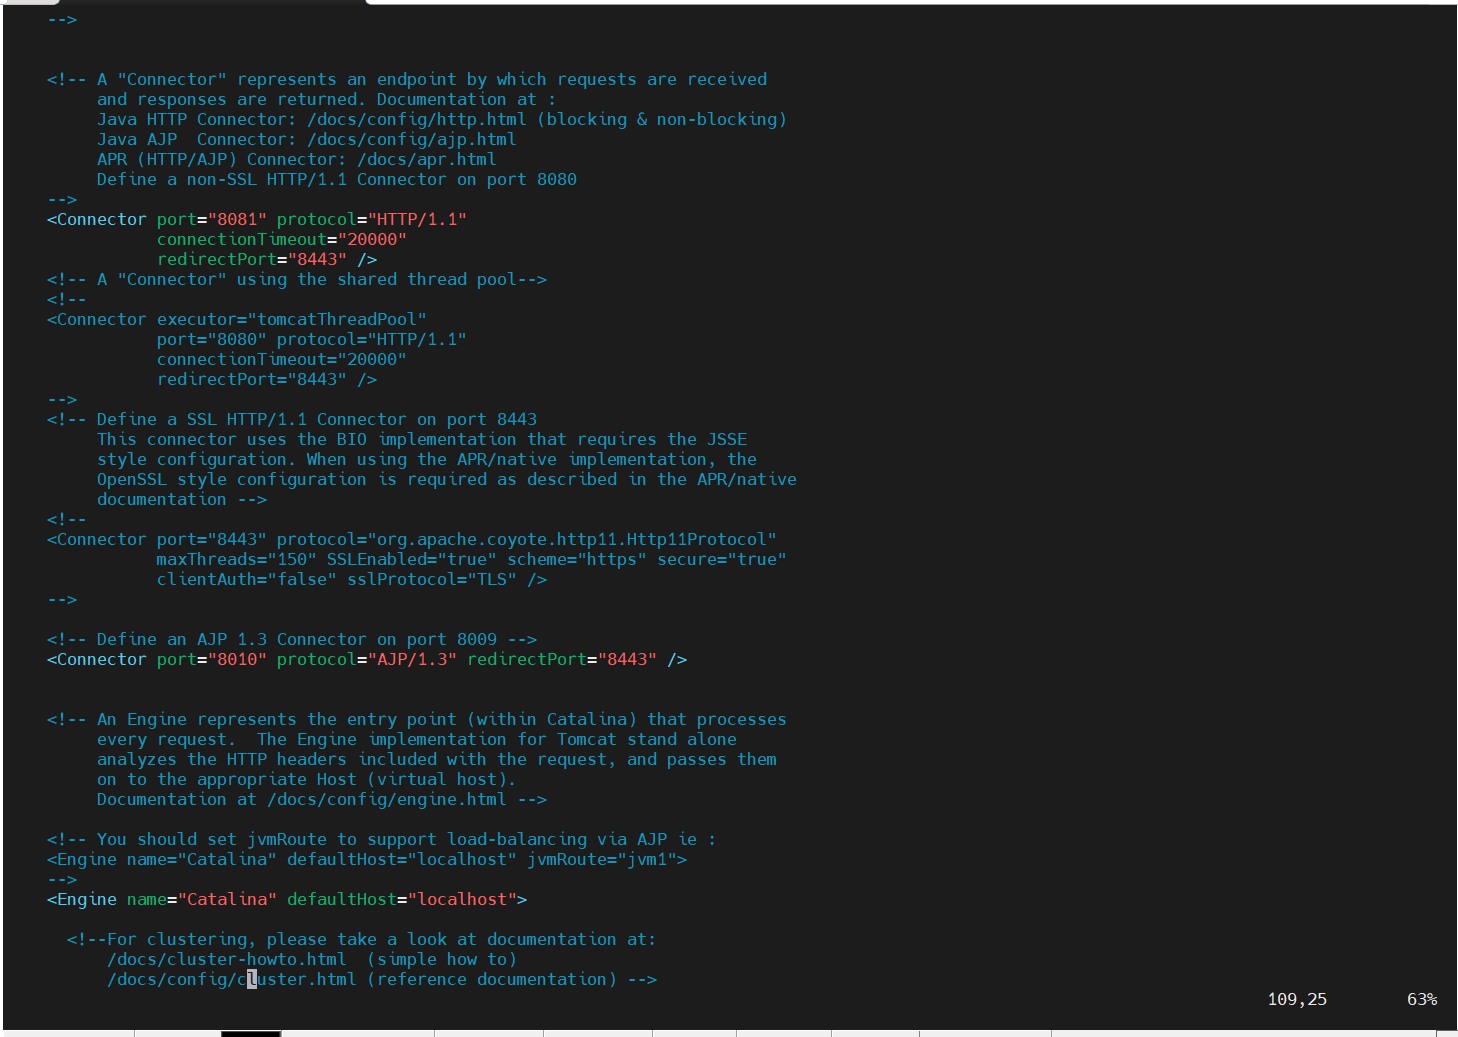 -->
<!-- A "Connector" represents an endpoint by which requests are received
and responses are returned. Documentation at :
Java HTTP Connector: /docs/config/http.html (blocking & non-blocking)
Java AJP  Connector: /docs/config/ajp.html
APR (HTTP/AJP) Connector: /docs/apr.html
Define a non-SSL HTTP/1.1 Connector on port 8080
-->
<Connector port="8081" protocol="HTTP/1.1"
connectionTimeout="20000"
redirectPort="8443" />
<!-- A "Connector" using the shared thread pool-->
<!--
<Connector executor="tomcatThreadPool"
port="8080" protocol="HTTP/1.1"
connectionTimeout="20000"
redirectPort="8443" />
-->
<!-- Define a SSL HTTP/1.1 Connector on port 8443
This connector uses the BIO implementation that requires the JSSE
style configuration. When using the APR/native implementation, the
OpenSSL style configuration is required as described in the APR/native
documentation -->
<!--
<Connector port="8443" protocol="org.apache.coyote.http11.Http11Protocol"
maxThreads="150" SSLEnabled="true" scheme="https" secure="true"
clientAuth="false" sslProtocol="TLS" />
-->
<!-- Define an AJP 1.3 Connector on port 8009 -->
<Connector port="8010" protocol="AJP/1.3" redirectPort="8443" />
<!-- An Engine represents the entry point (within Catalina) that processes
every request.  The Engine implementation for Tomcat stand alone
analyzes the HTTP headers included with the request, and passes them
on to the appropriate Host (virtual host).
Documentation at /docs/config/engine.html -->
<!-- You should set jvmRoute to support load-balancing via AJP ie :
<Engine name="Catalina" defaultHost="localhost" jvmRoute="jvm1">
-->
<Engine name="Catalina" defaultHost="localhost">
<!--For clustering, please take a look at documentation at:
/docs/cluster-howto.html  (simple how to)
/docs/config/cluster.html (reference documentation) -->
109,25 63%